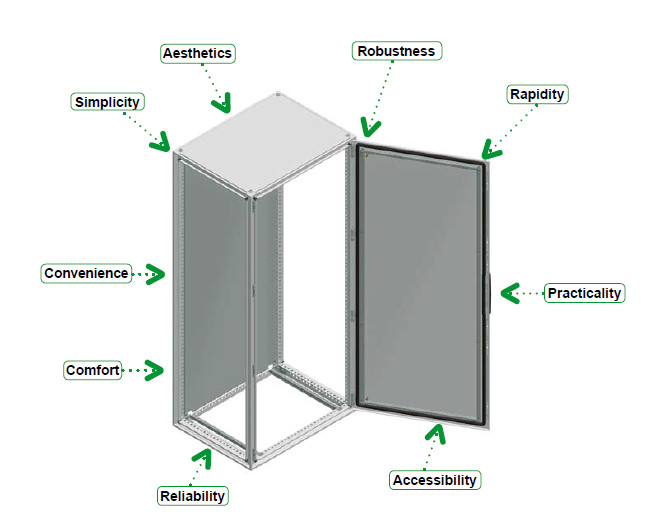 Aesthetics
Robustness
Simplicity
Rapidity
Convenience
Practicality
Comfort
Accessibility
Reliability